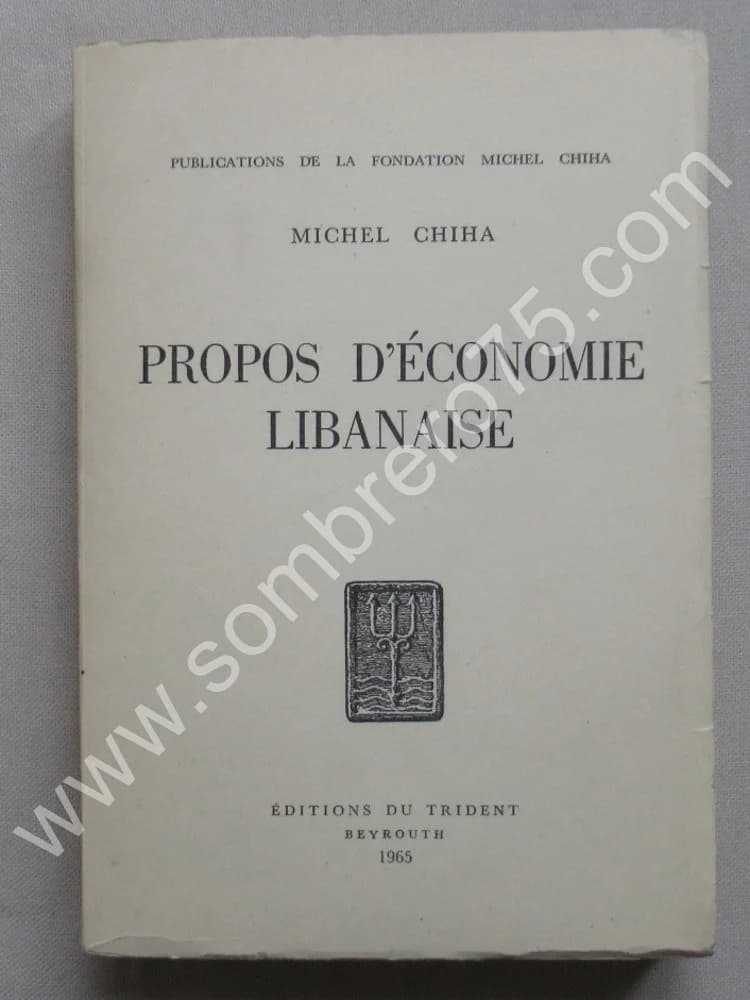 PUBLICATIONS DE LA FONDATION MICHEL CHIHA
MICHEL CHIHA
PROPOS D'ÉCONOMIE
LIBANAISE
ÉDITIONS DU TRIDENT
BEYROUTH
1965
www.sombrero75.com